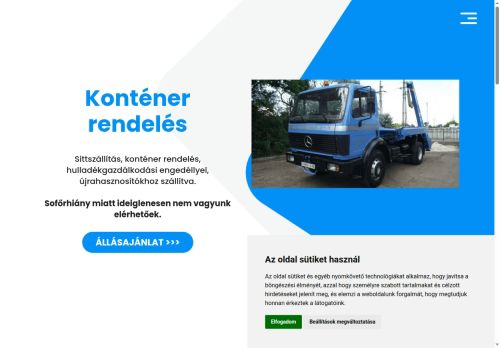 Konténer
rendelés
Sittszállítás, konténer rendelés,
hulladékgazdálkodási engedéllyel,
újrahasznosítókhoz szállítva.
Sofőrhiány miatt ideiglenesen nem vagyunk
elérhetőek.
ÁLLÁSAJÁNLAT >>>
Az oldal sütiket használ
Az oldal sütiket és egyéb nyomkövető technológiákat alkalmaz, hogy javítsa a
böngészési élményét, azzal hogy személyre szabott tartalmakat és célzott
hirdetéseket jelenít meg, és elemzi a weboldalunk forgalmát, hogy megtudjuk
honnan érkeztek a látogatóink.
Elfogadom
Beállítások megváltoztatása